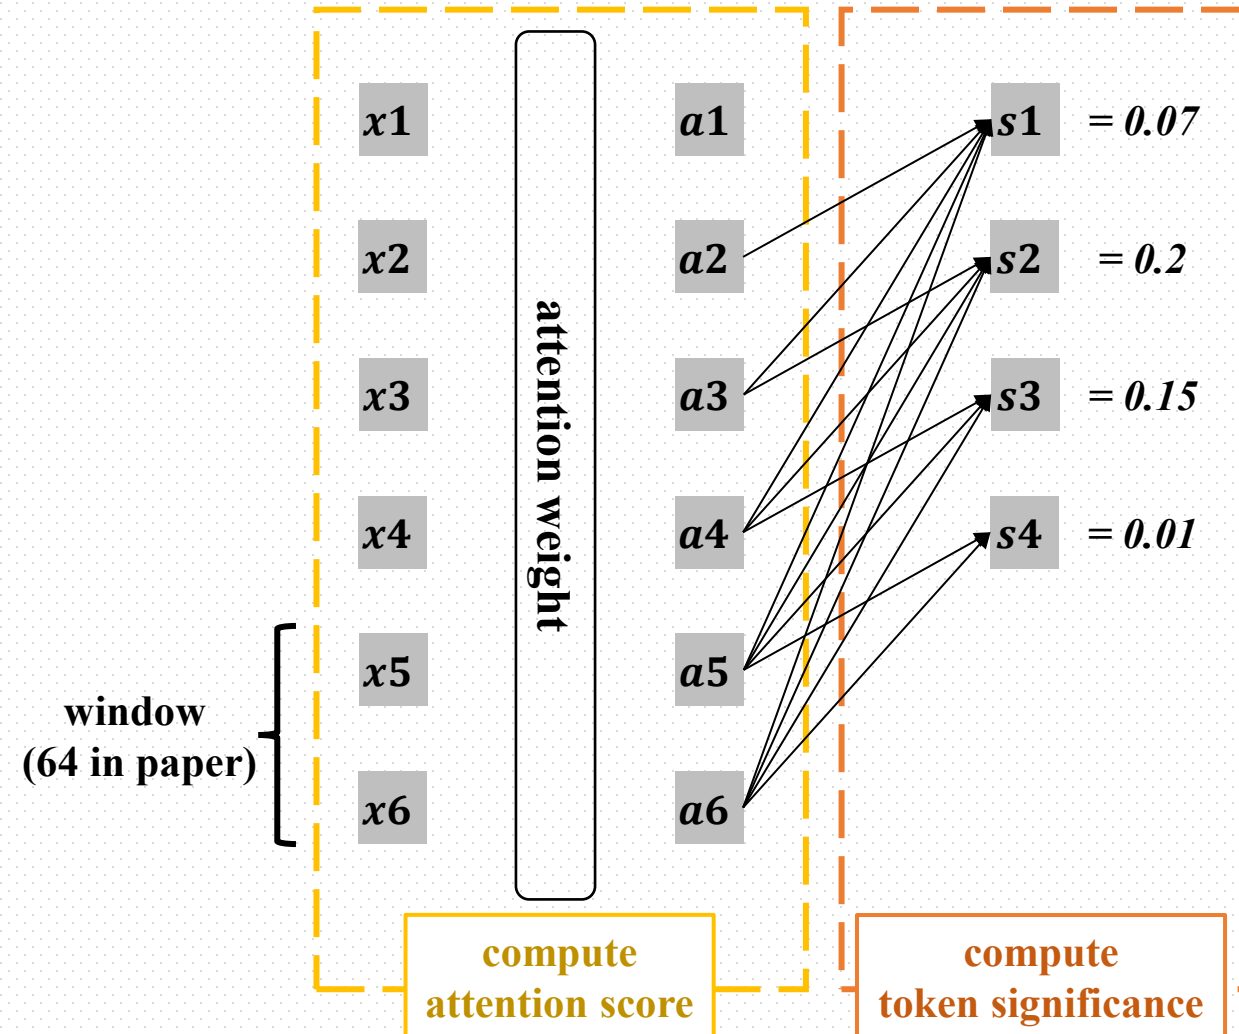 x1 a1 s1 = 0.07
x2 a2 s2 = 0.2
x3 a3 s3 = 0.15
x4 a4 s4 = 0.01
attention weight
x5 a5
window
(64 in paper)
x6 a6
compute
attention score
compute
token significance